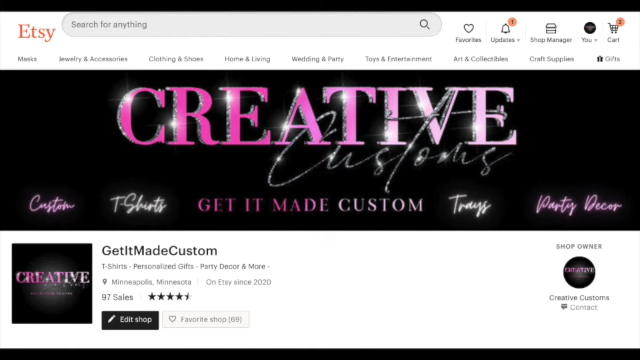 Etsy
Search for anything
1
2
Favorites
Updates
Shop Manager
You
Cart
Masks
Jewelry & Accessories
Clothing & Shoes
Home & Living
Wedding & Party
Toys & Entertainment
Art & Collectibles
Craft Supplies
Gifts
CREATIVE
Customs
Custom
T-Shirts
GET IT MADE CUSTOM
Trays
Party Decor
CREATIVE
GetItMadeCustom
T-Shirts - Personalized Gifts - Party Decor & More -
Minneapolis, Minnesota
On Etsy since 2020
97 Sales
Edit shop
Favorite shop (69)
SHOP OWNER
CREATIVE
Creative Customs
Contact